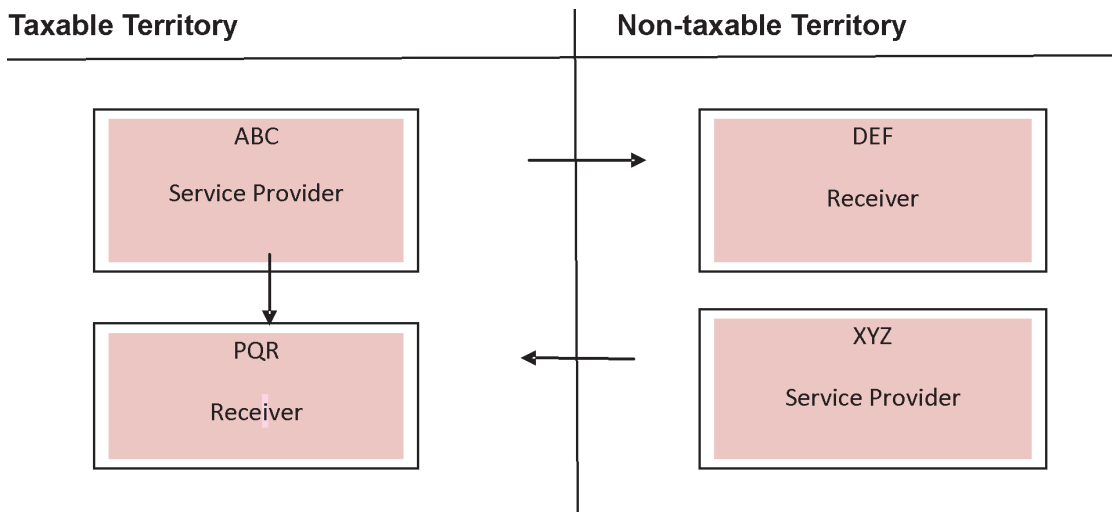 Taxable Territory
Non-taxable Territory
ABC
Service Provider
DEF
Receiver
PQR
Receiver
XYZ
Service Provider